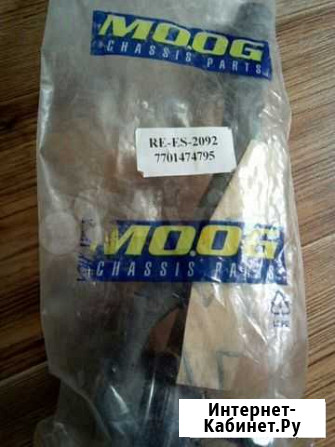 MOOG
CHASSIS PARTS
RE-ES-2092
7701474795
MOOG
CHASSIS PARTS
Интернет-
Кабинет.Ру